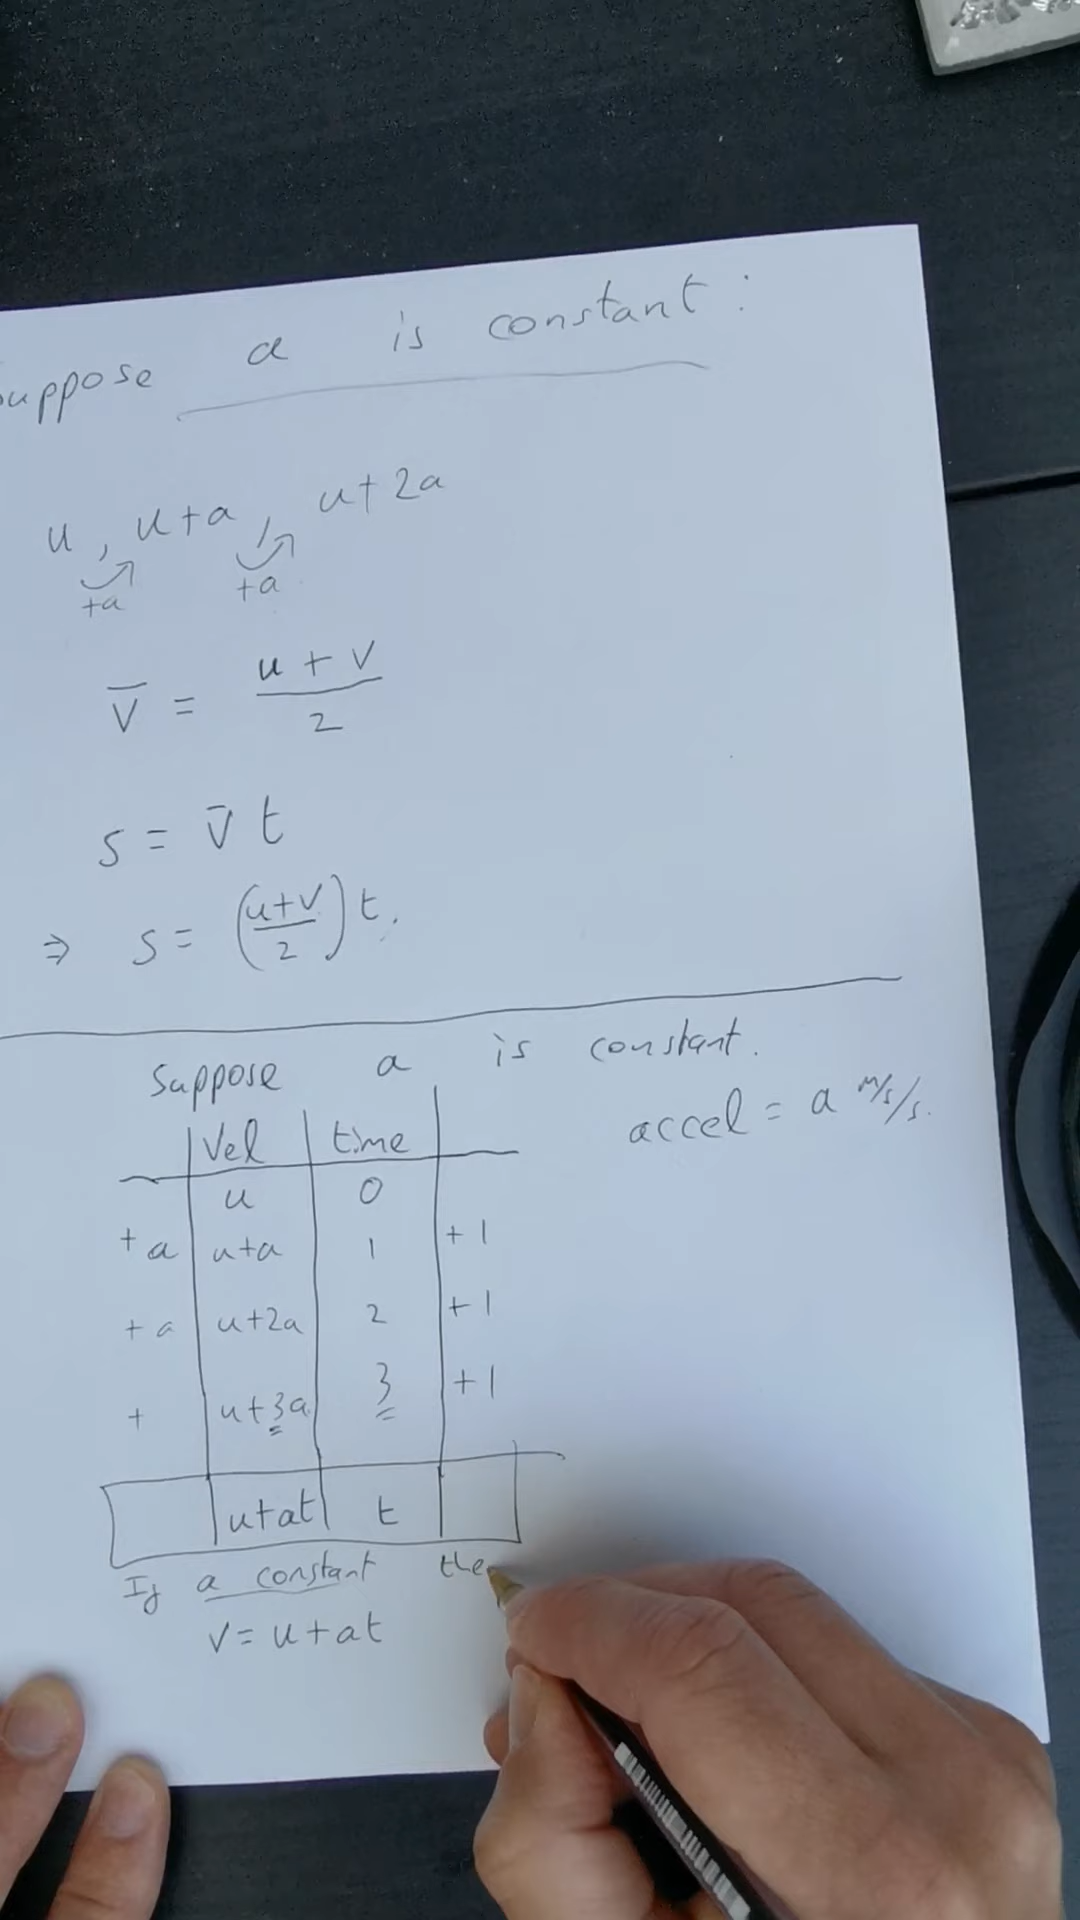 suppose a is constant :
u , u+a , u+2a
+a +a
v̄ = (u + v)/2
s = v̄ t
⇒ s = ((u+v)/2) t.
Suppose a is constant.
accel = a m/s/s.
Vel time
u 0
+a u+a 1 +1
+a u+2a 2 +1
+ u+3a 3 +1
u+at t
If a constant the
v = u+at